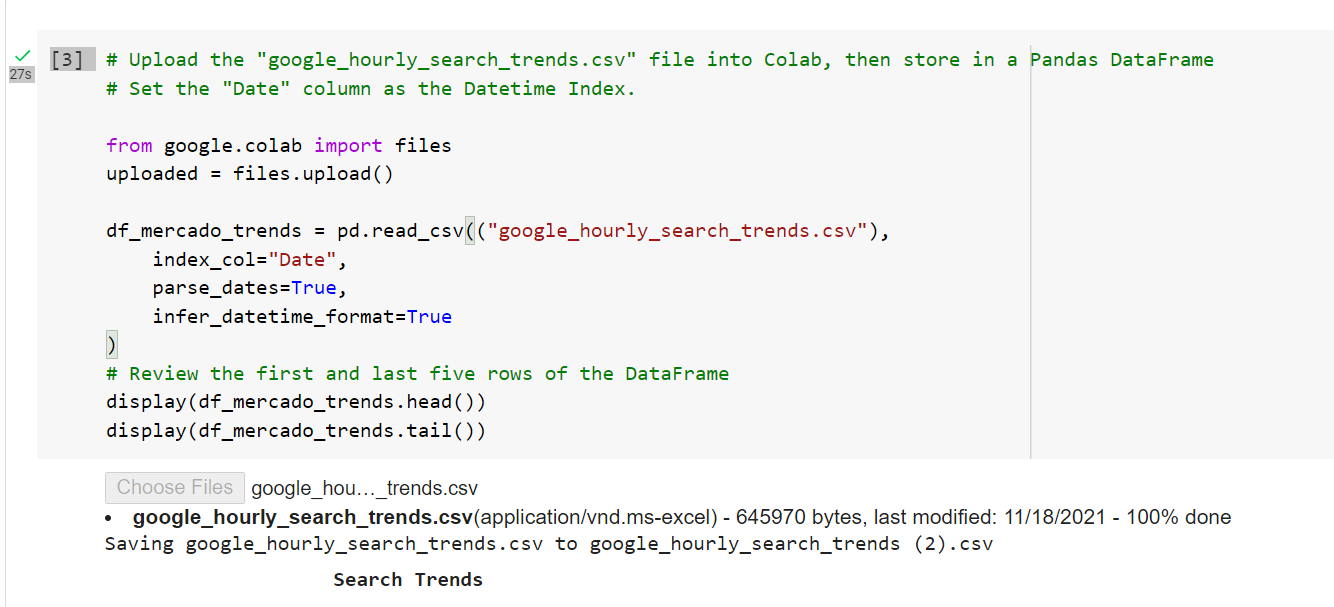 [3] # Upload the "google_hourly_search_trends.csv" file into Colab, then store in a Pandas DataFrame
27s
# Set the "Date" column as the Datetime Index.
from google.colab import files
uploaded = files.upload()
df_mercado_trends = pd.read_csv(("google_hourly_search_trends.csv"),
index_col="Date",
parse_dates=True,
infer_datetime_format=True
)
# Review the first and last five rows of the DataFrame
display(df_mercado_trends.head())
display(df_mercado_trends.tail())
Choose Files google_hou…_trends.csv
• google_hourly_search_trends.csv(application/vnd.ms-excel) - 645970 bytes, last modified: 11/18/2021 - 100% done
Saving google_hourly_search_trends.csv to google_hourly_search_trends (2).csv
Search Trends